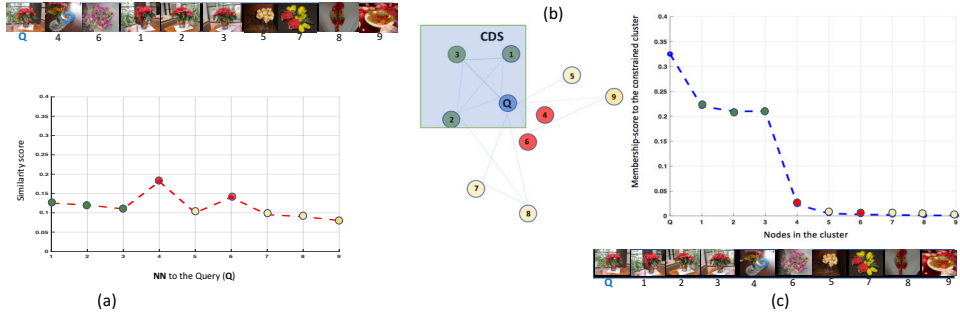 Q 4 6 1 2 3 5 7 8 9
0.4
0.35
0.3
0.25
0.2
0.15
0.1
0.05
0
Similarity score
1 2 3 4 5 6 7 8 9
NN to the Query (Q)
(a)
(b)
CDS
3 1
5
Q 9
4
2
6
7
8
0.4
0.35
0.3
0.25
0.2
0.15
0.1
0.05
0
Membership-score to the constrained cluster
Q 1 2 3 4 5 6 7 8 9
Nodes in the cluster
Q 1 2 3 4 6 5 7 8 9
(c)